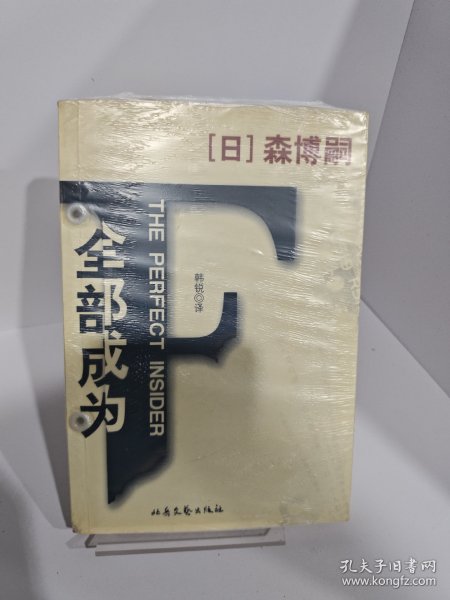 [日] 森博嗣
全部成为
F
THE PERFECT INSIDER
韩锐◎译
北岳文艺出版社
孔夫子旧书网
www.kongfz.com